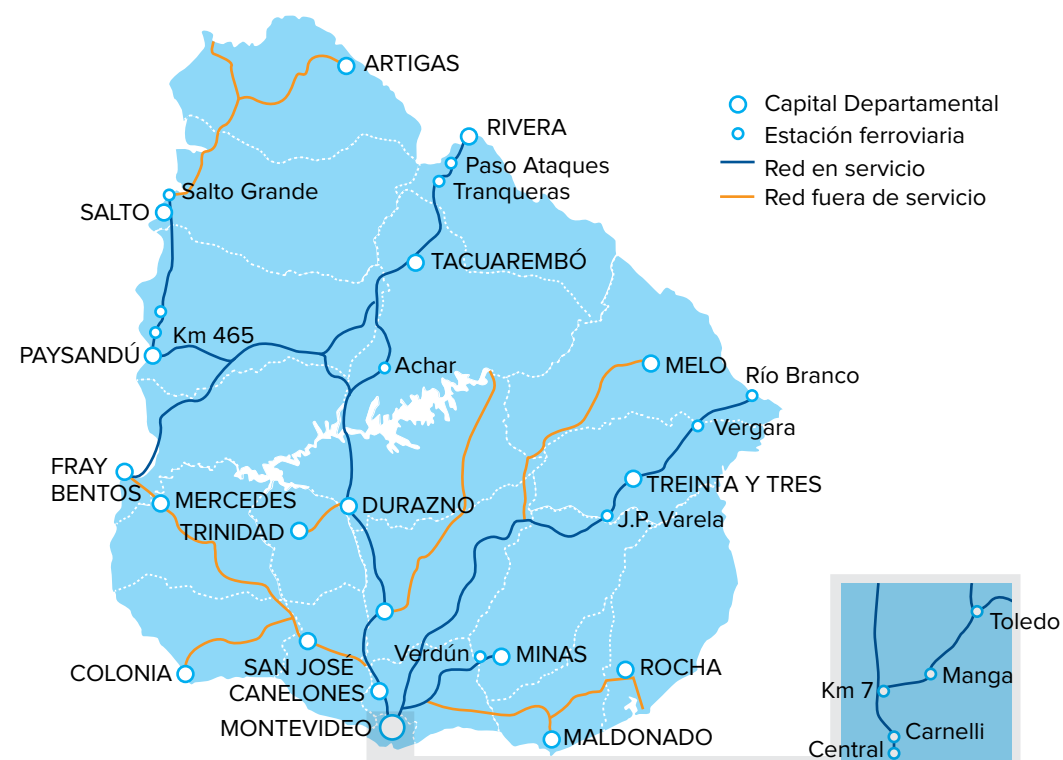 ARTIGAS
Capital Departamental
Estación ferroviaria
Red en servicio
Red fuera de servicio
RIVERA
Paso Ataques
Tranqueras
Salto Grande
SALTO
TACUAREMBÓ
Km 465
PAYSANDÚ
Achar
MELO
Río Branco
Vergara
FRAY
BENTOS
MERCEDES
TRINIDAD
DURAZNO
TREINTA Y TRES
J.P. Varela
COLONIA
SAN JOSÉ
CANELONES
MONTEVIDEO
Verdún
MINAS
ROCHA
MALDONADO
Toledo
Manga
Km 7
Carnelli
Central